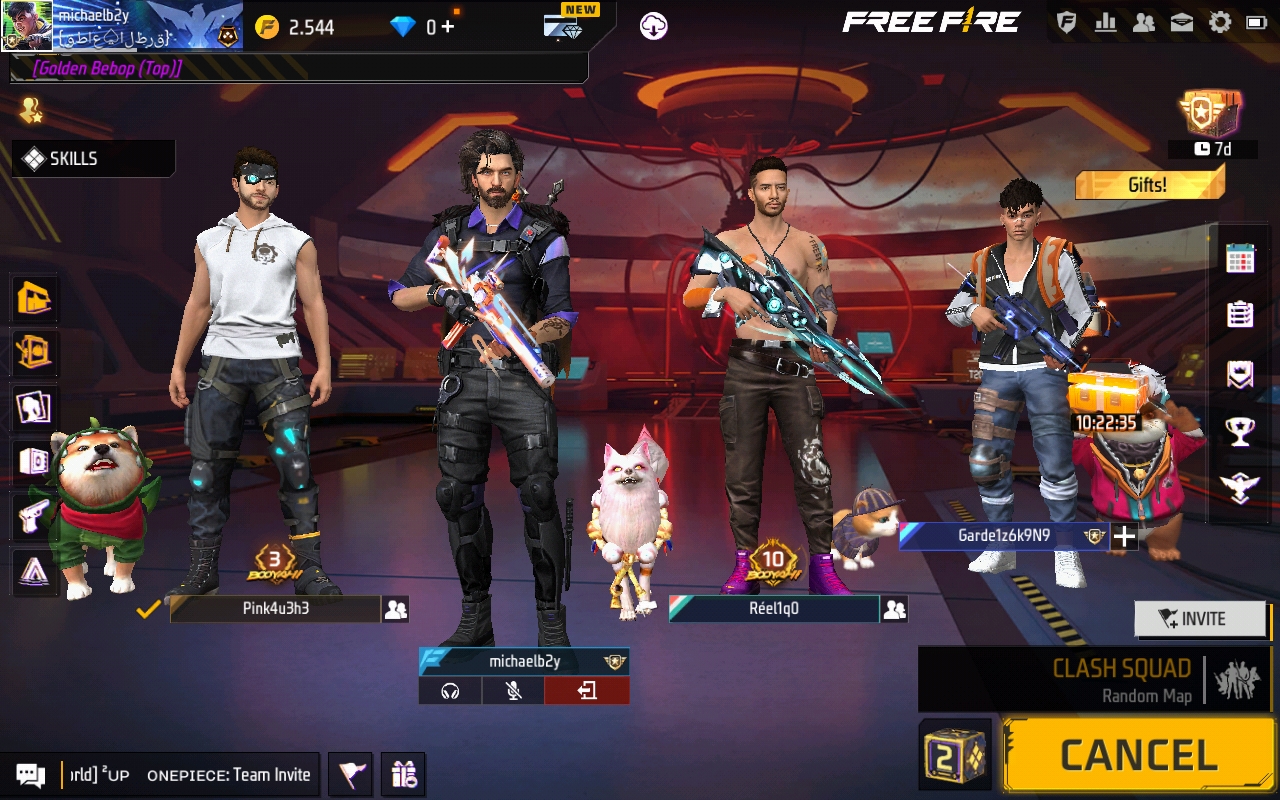 michaelb2y
2.544
0+
NEW
FREE FIRE
[Golden Bebop (Top)]
SKILLS
7d
Gifts!
10:22:35
Garde1z6k9N9
3
BOOYAH!
10
BOOYAH!
Pink4u3h3
Réel1q0
michaelb2y
INVITE
CLASH SQUAD
Random Map
2
CANCEL
ırld] ²UP ONEPIECE: Team Invite